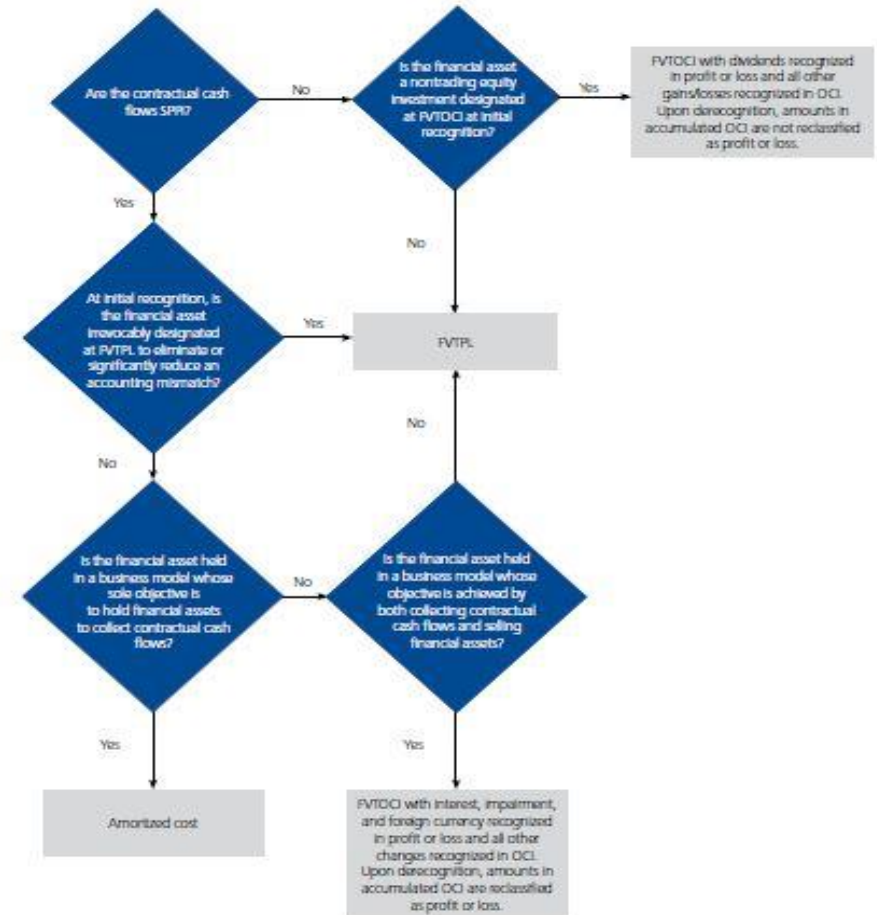 Are the contractual cash
flows SPPI?
No
Is the financial asset
a nontrading equity
investment designated
at FVTOCI at initial
recognition?
Yes
FVTOCI with dividends recognized
in profit or loss and all other
gains/losses recognized in OCI.
Upon derecognition, amounts in
accumulated OCI are not reclassified
as profit or loss.
Yes
No
At initial recognition, is
the financial asset
irrevocably designated
at FVTPL to eliminate or
significantly reduce an
accounting mismatch?
Yes
FVTPL
No
No
Is the financial asset held
in a business model whose
sole objective is
to hold financial assets
to collect contractual cash
flows?
No
Is the financial asset held
in a business model whose
objective is achieved by
both collecting contractual
cash flows and selling
financial assets?
Yes
Yes
Amortized cost
FVTOCI with interest, impairment,
and foreign currency recognized
in profit or loss and all other
changes recognized in OCI.
Upon derecognition, amounts in
accumulated OCI are reclassified
as profit or loss.